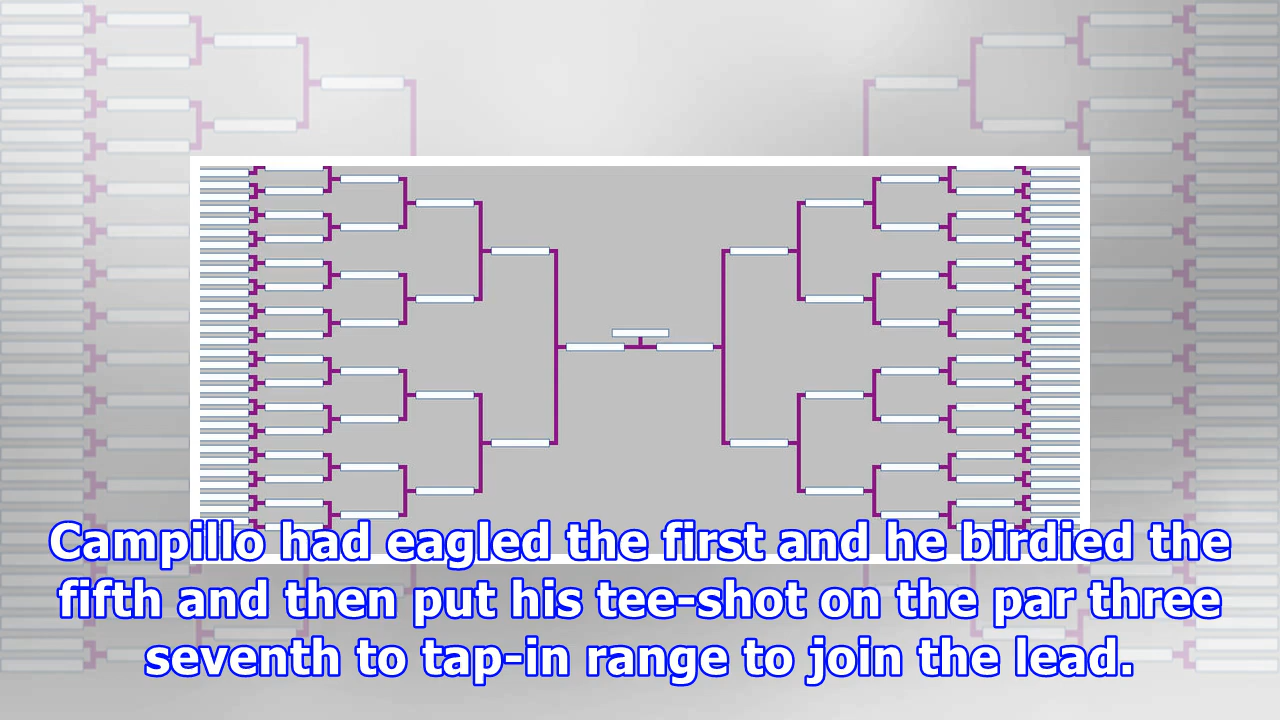 Campillo had eagled the first and he birdied the
fifth and then put his tee-shot on the par three
seventh to tap-in range to join the lead.